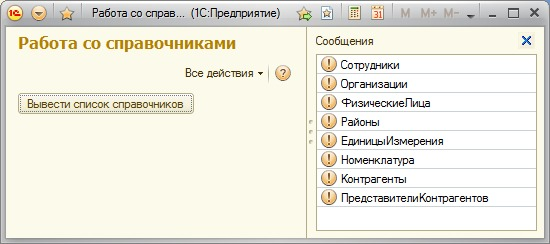 Работа со справ... (1С:Предприятие)
M M+ M-
Работа со справочниками
Все действия
?
Вывести список справочников
Сообщения
Сотрудники
Организации
ФизическиеЛица
Районы
ЕдиницыИзмерения
Номенклатура
Контрагенты
ПредставителиКонтрагентов